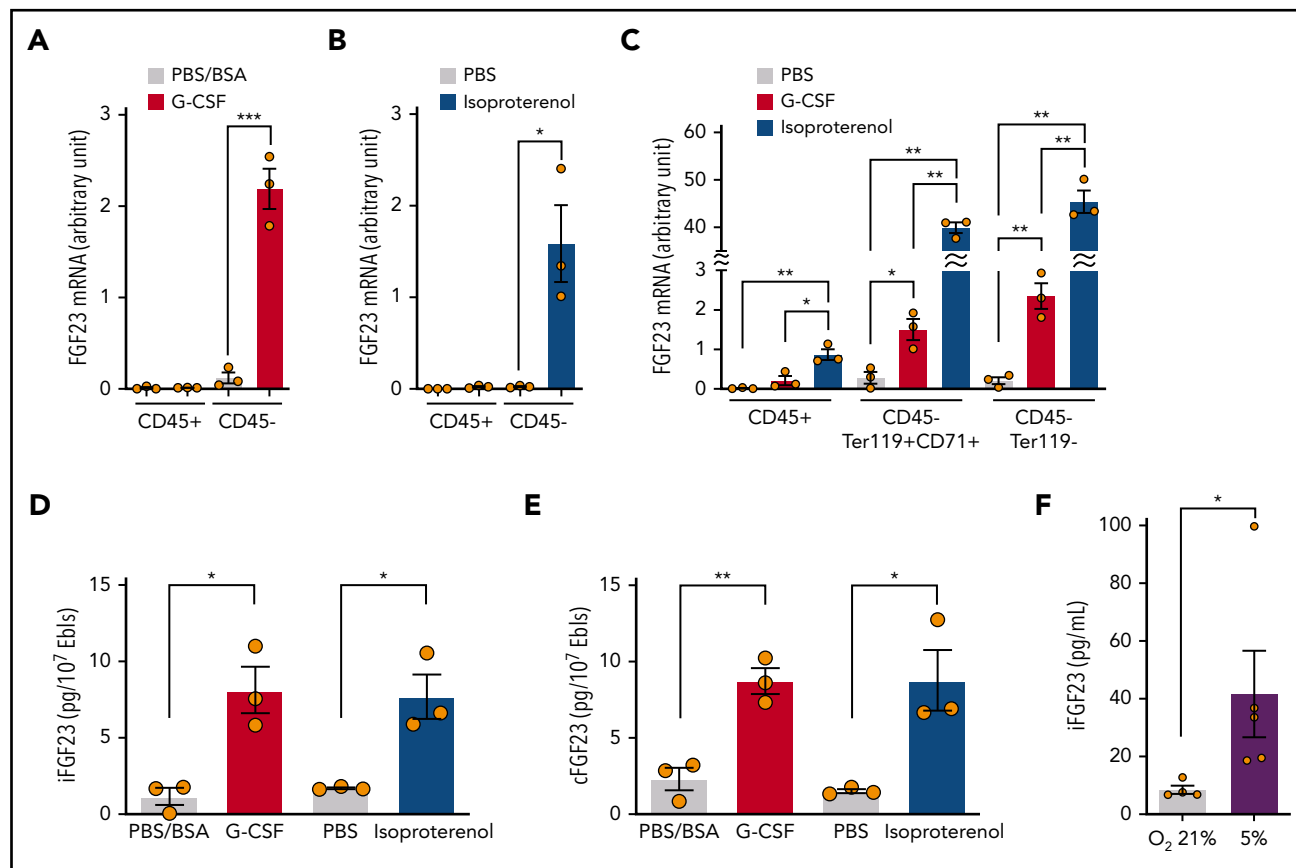 A
PBS/BSA
G-CSF
FGF23 mRNA (arbitrary unit)
3
2
1
0
***
CD45+
CD45-
B
PBS
Isoproterenol
FGF23 mRNA (arbitrary unit)
3
2
1
0
*
CD45+
CD45-
C
PBS
G-CSF
Isoproterenol
FGF23 mRNA (arbitrary unit)
60
50
40
3
2
1
0
**
*
**
**
*
**
**
**
CD45+
CD45-
Ter119+CD71+
CD45-
Ter119-
D
iFGF23 (pg/10⁷ Ebls)
15
10
5
0
*
*
PBS/BSA
G-CSF
PBS
Isoproterenol
E
cFGF23 (pg/10⁷ Ebls)
15
10
5
0
**
*
PBS/BSA
G-CSF
PBS
Isoproterenol
F
iFGF23 (pg/mL)
100
80
60
40
20
0
*
O₂ 21%
5%